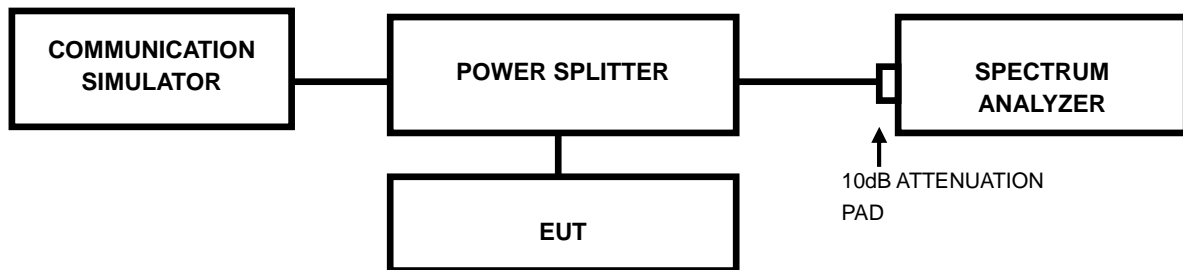 COMMUNICATION
SIMULATOR
POWER SPLITTER
SPECTRUM
ANALYZER
10dB ATTENUATION
PAD
EUT